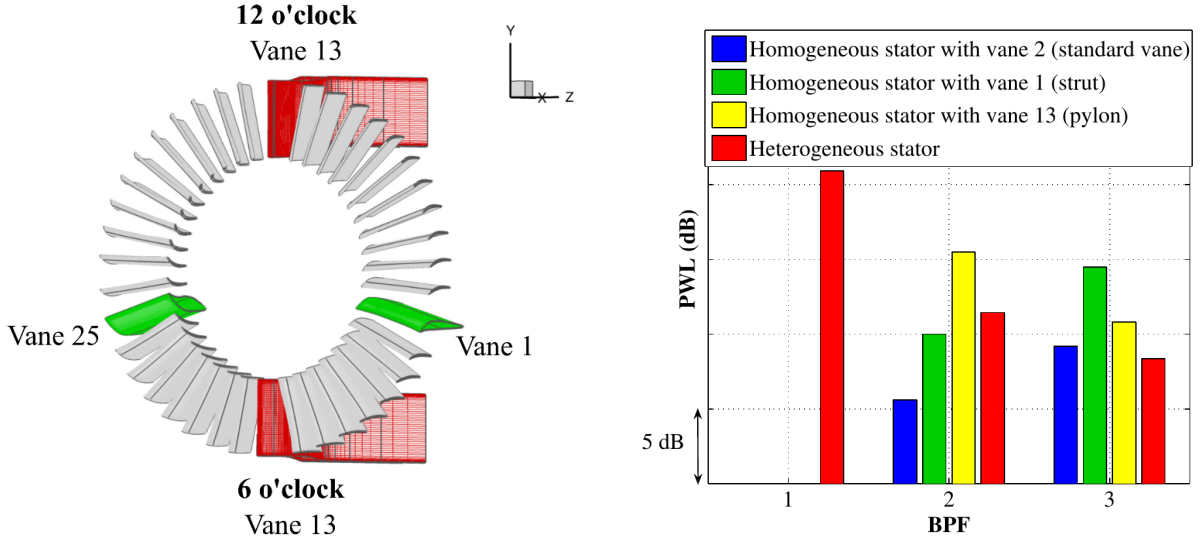 12 o'clock
Vane 13
Y
X
Z
Vane 25
Vane 1
6 o'clock
Vane 13
Homogeneous stator with vane 2 (standard vane)
Homogeneous stator with vane 1 (strut)
Homogeneous stator with vane 13 (pylon)
Heterogeneous stator
PWL (dB)
5 dB
1 2 3
BPF